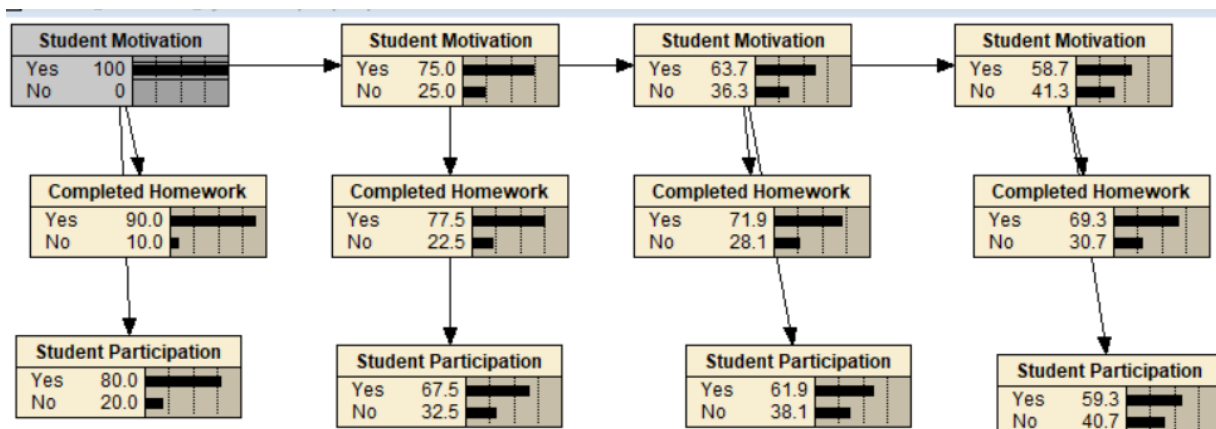 Student Motivation
Yes 100
No 0
Student Motivation
Yes 75.0
No 25.0
Student Motivation
Yes 63.7
No 36.3
Student Motivation
Yes 58.7
No 41.3
Completed Homework
Yes 90.0
No 10.0
Completed Homework
Yes 77.5
No 22.5
Completed Homework
Yes 71.9
No 28.1
Completed Homework
Yes 69.3
No 30.7
Student Participation
Yes 80.0
No 20.0
Student Participation
Yes 67.5
No 32.5
Student Participation
Yes 61.9
No 38.1
Student Participation
Yes 59.3
No 40.7